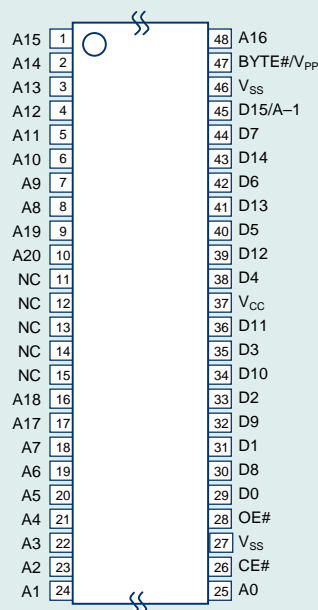 A15 1 48 A16
A14 2 47 BYTE#/VPP
A13 3 46 VSS
A12 4 45 D15/A–1
A11 5 44 D7
A10 6 43 D14
A9 7 42 D6
A8 8 41 D13
A19 9 40 D5
A20 10 39 D12
NC 11 38 D4
NC 12 37 VCC
NC 13 36 D11
NC 14 35 D3
NC 15 34 D10
A18 16 33 D2
A17 17 32 D9
A7 18 31 D1
A6 19 30 D8
A5 20 29 D0
A4 21 28 OE#
A3 22 27 VSS
A2 23 26 CE#
A1 24 25 A0